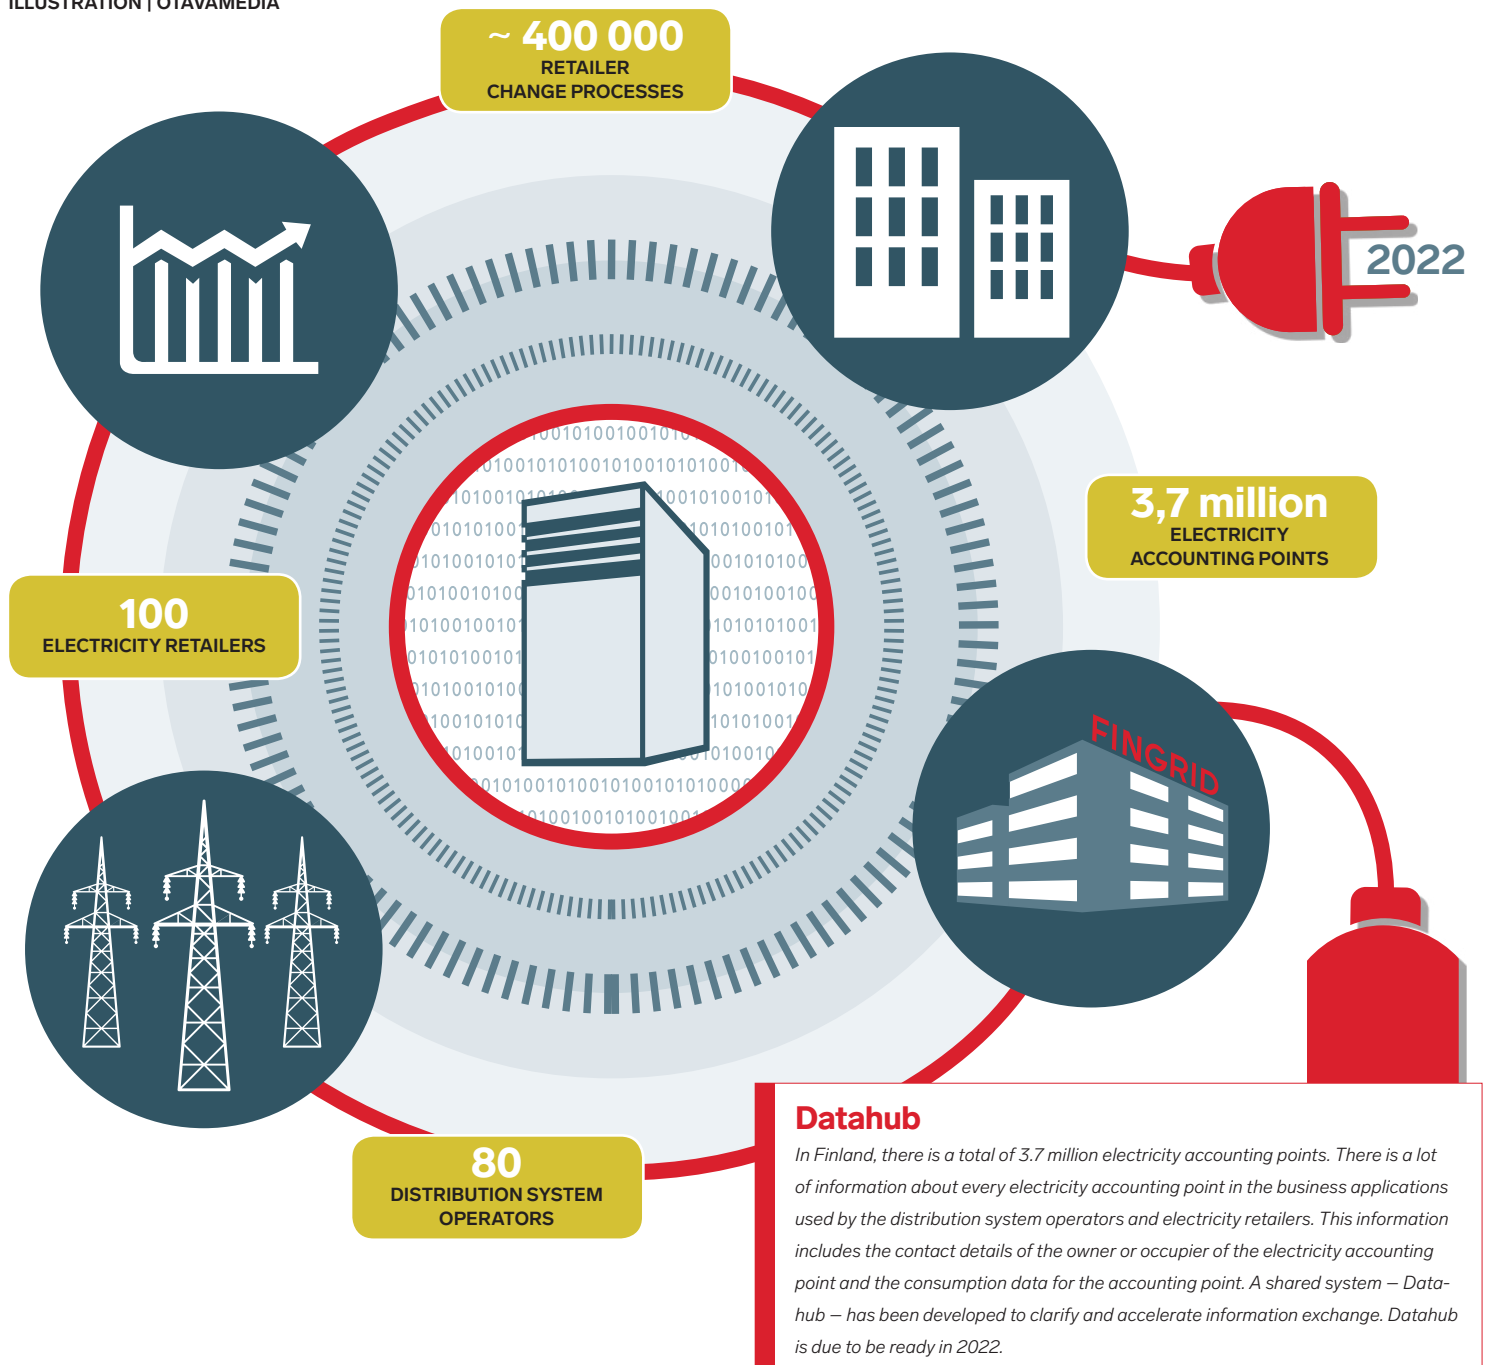 ILLUSTRATION | OTAVAMEDIA
~ 400 000
RETAILER
CHANGE PROCESSES
2022
3,7 million
ELECTRICITY
ACCOUNTING POINTS
100
ELECTRICITY RETAILERS
FINGRID
80
DISTRIBUTION SYSTEM
OPERATORS
Datahub
In Finland, there is a total of 3.7 million electricity accounting points. There is a lot
of information about every electricity accounting point in the business applications
used by the distribution system operators and electricity retailers. This information
includes the contact details of the owner or occupier of the electricity accounting
point and the consumption data for the accounting point. A shared system – Data-
hub – has been developed to clarify and accelerate information exchange. Datahub
is due to be ready in 2022.